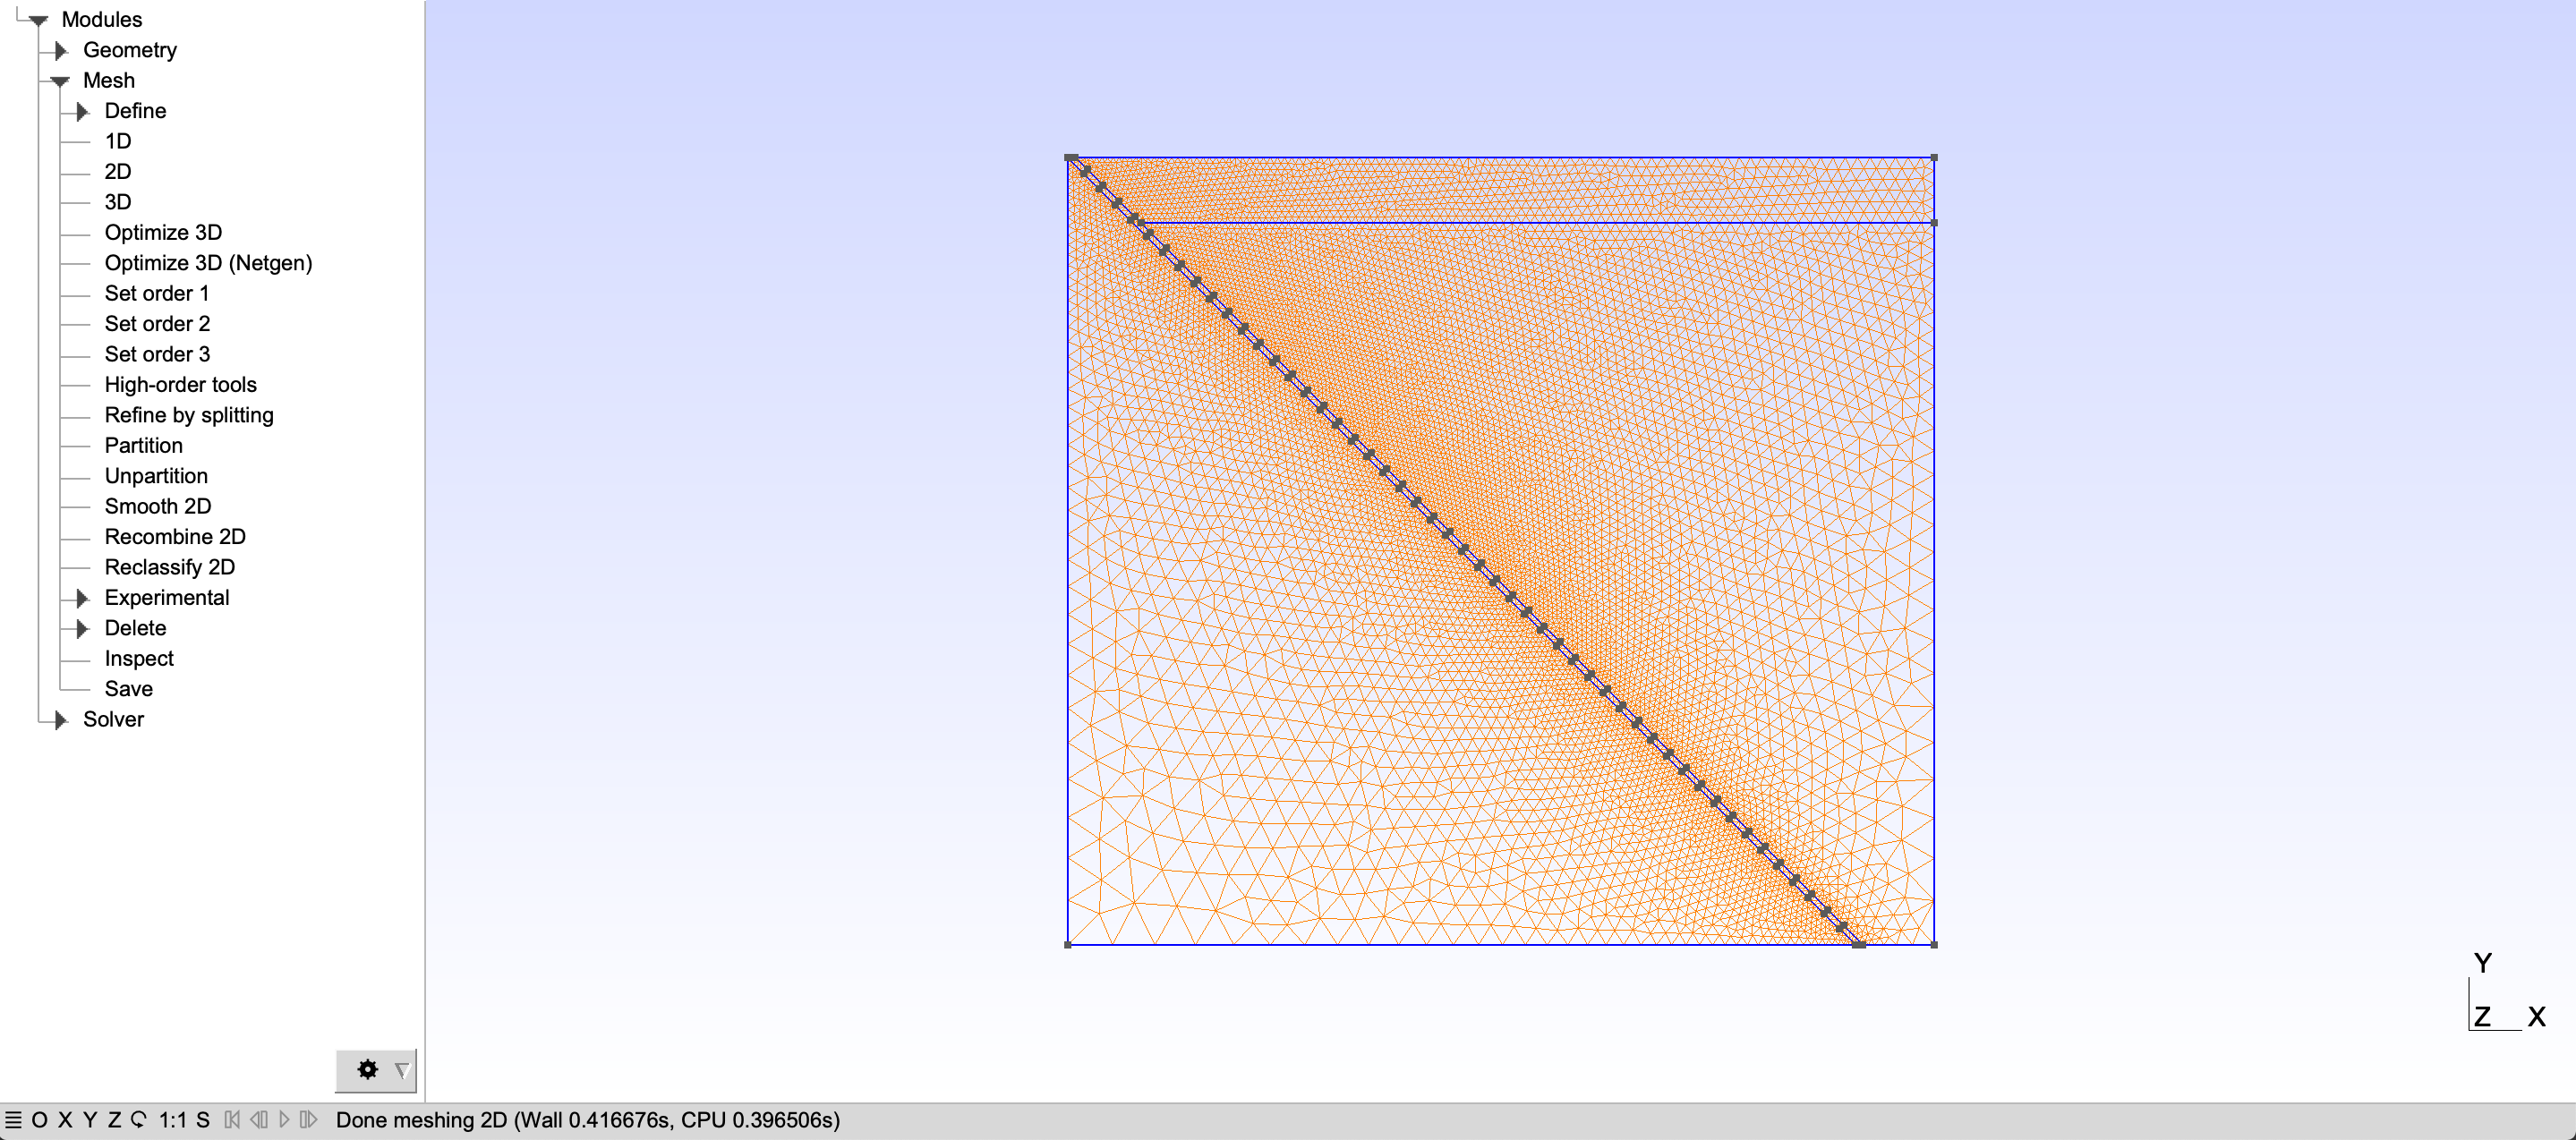 Modules
Geometry
Mesh
Define
1D
2D
3D
Optimize 3D
Optimize 3D (Netgen)
Set order 1
Set order 2
Set order 3
High-order tools
Refine by splitting
Partition
Unpartition
Smooth 2D
Recombine 2D
Reclassify 2D
Experimental
Delete
Inspect
Save
Solver
Y
Z X
O X Y Z 1:1 S Done meshing 2D (Wall 0.416676s, CPU 0.396506s)